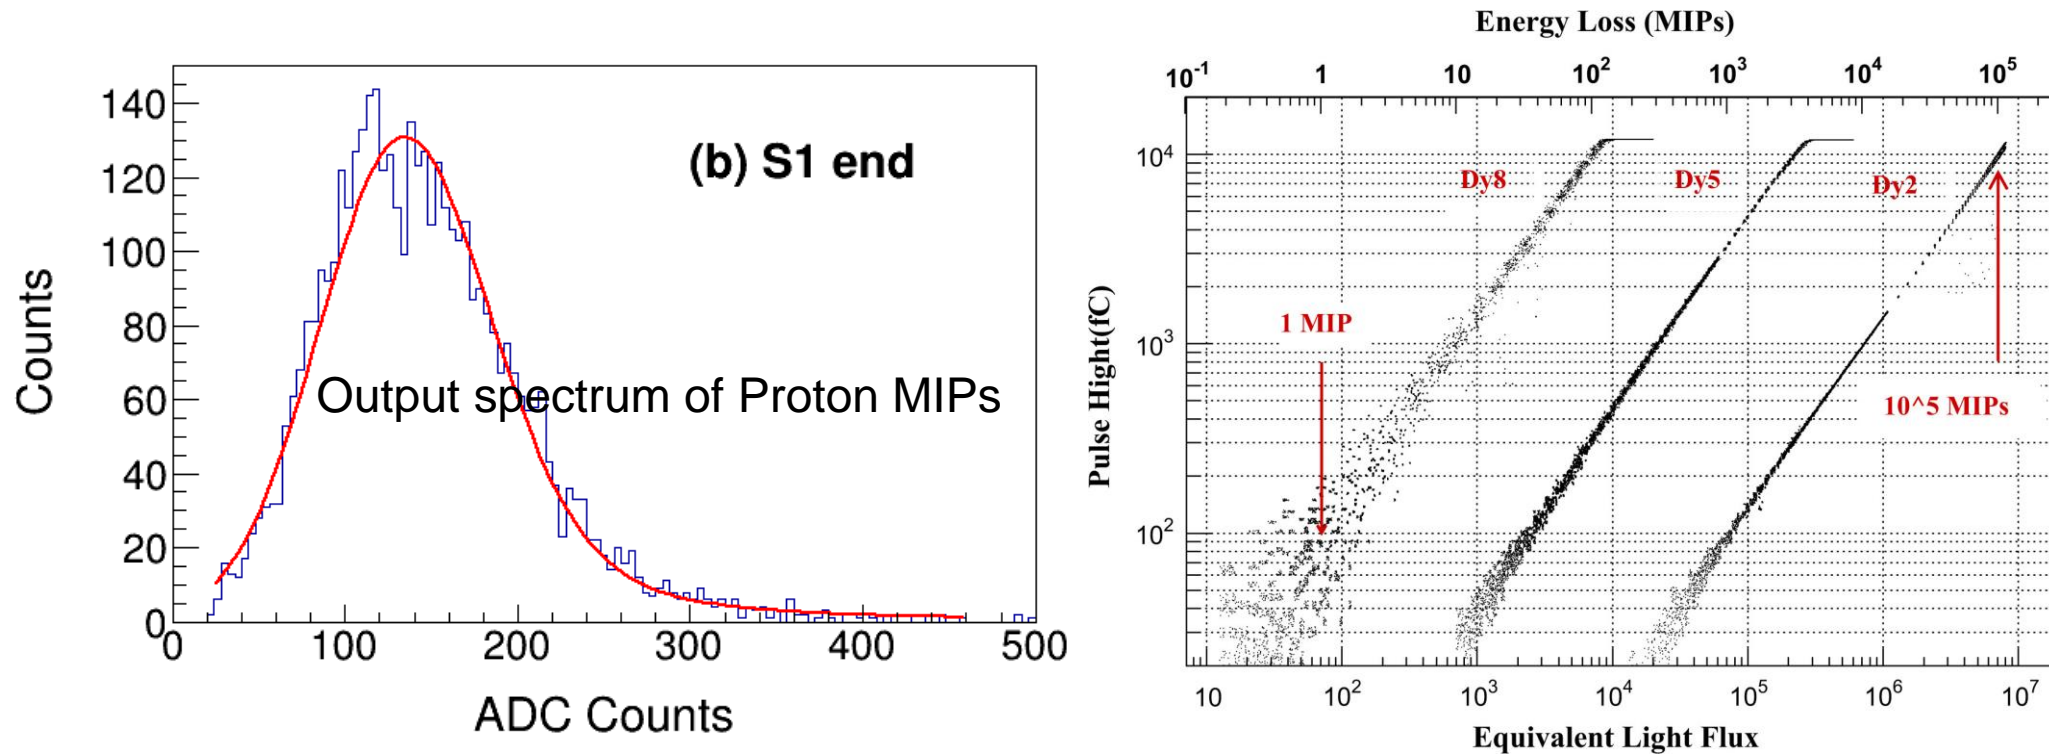 140
120
100
80
60
40
20
0
Counts
(b) S1 end
Output spectrum of Proton MIPs
0 100 200 300 400 500
ADC Counts
Energy Loss (MIPs)
10^-1 1 10 10^2 10^3 10^4 10^5
10^4
10^3
10^2
Pulse Hight(fC)
Dy8 Dy5 Dy2
1 MIP
10^5 MIPs
10 10^2 10^3 10^4 10^5 10^6 10^7
Equivalent Light Flux